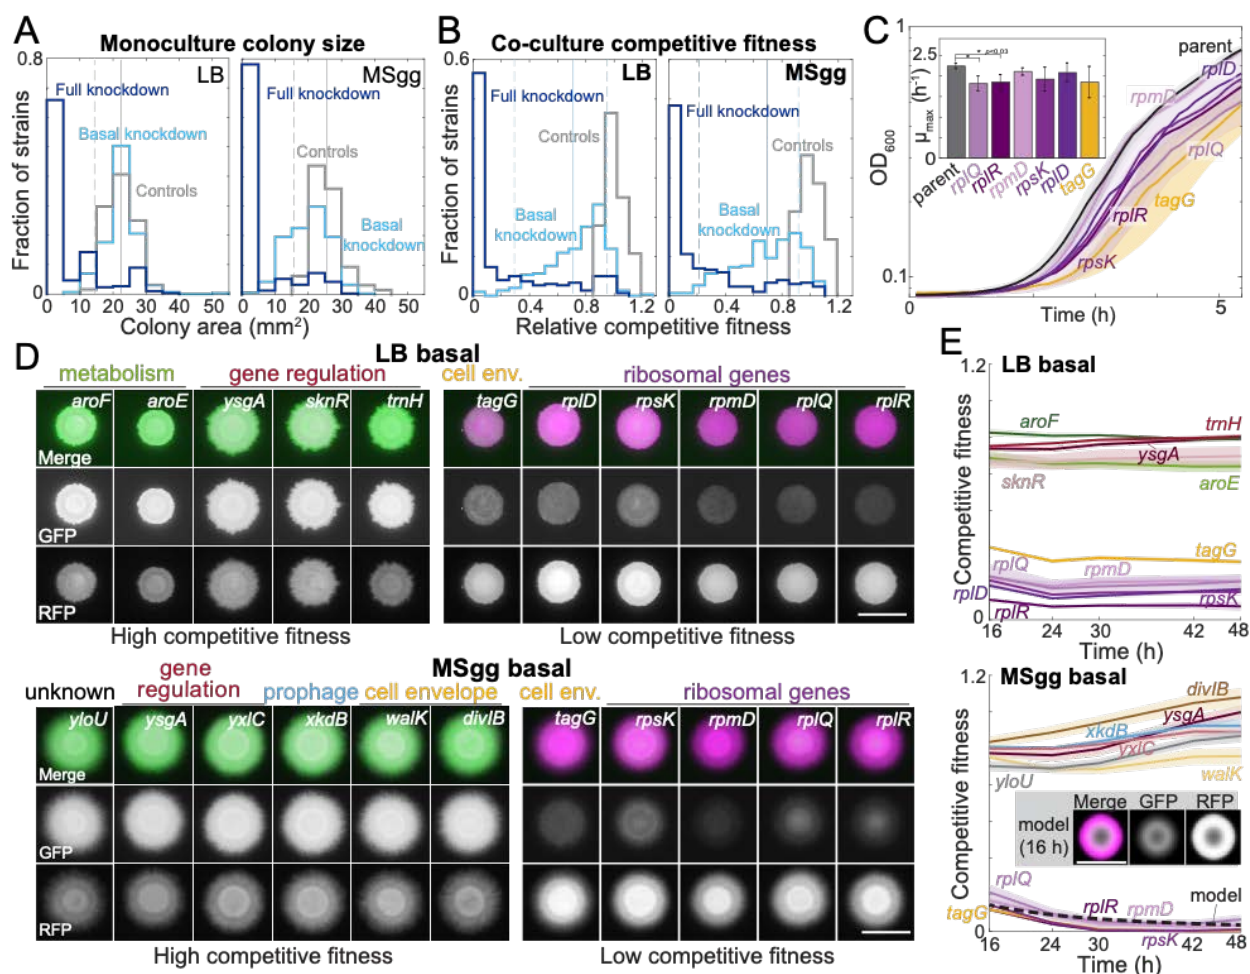 A
Monoculture colony size
LB
MSgg
0.8
0
Full knockdown
Basal knockdown
Controls
Full knockdown
Controls
Basal
knockdown
Fraction of strains
0 10 20 30 40 50
0 10 20 30 40 50
Colony area (mm²)
B
Co-culture competitive fitness
LB
MSgg
0.6
0
Full knockdown
Controls
Basal
knockdown
Full knockdown
Controls
Basal
knockdown
Fraction of strains
0 0.4 0.8 1.2
0 0.4 0.8 1.2
Relative competitive fitness
C
1
0.1
OD600
0
5
Time (h)
2.5
0
μmax (h⁻¹)
* * p<0.03
parent
rplQ
rplR
rpmD
rpsK
rplD
tagG
parent
rplD
rpmD
rplQ
tagG
rplR
rpsK
D
LB basal
metabolism
gene regulation
cell env.
ribosomal genes
aroF
aroE
ysgA
sknR
trnH
tagG
rplD
rpsK
rpmD
rplQ
rplR
Merge
GFP
RFP
High competitive fitness
Low competitive fitness
MSgg basal
unknown
gene
regulation
prophage
cell envelope
cell env.
ribosomal genes
yloU
ysgA
yxlC
xkdB
walK
divIB
tagG
rpsK
rpmD
rplQ
rplR
Merge
GFP
RFP
High competitive fitness
Low competitive fitness
E
LB basal
1.2
0
Competitive fitness
aroF
trnH
ysgA
sknR
aroE
tagG
rplQ
rpmD
rplD
rpsK
rplR
16 24 30 42 48
Time (h)
MSgg basal
1.2
0
Competitive fitness
divIB
ysgA
xkdB
yxlC
yloU
walK
Merge GFP RFP
model
(16 h)
rplQ
rplR
rpmD
model
tagG
rpsK
16 24 30 42 48
Time (h)